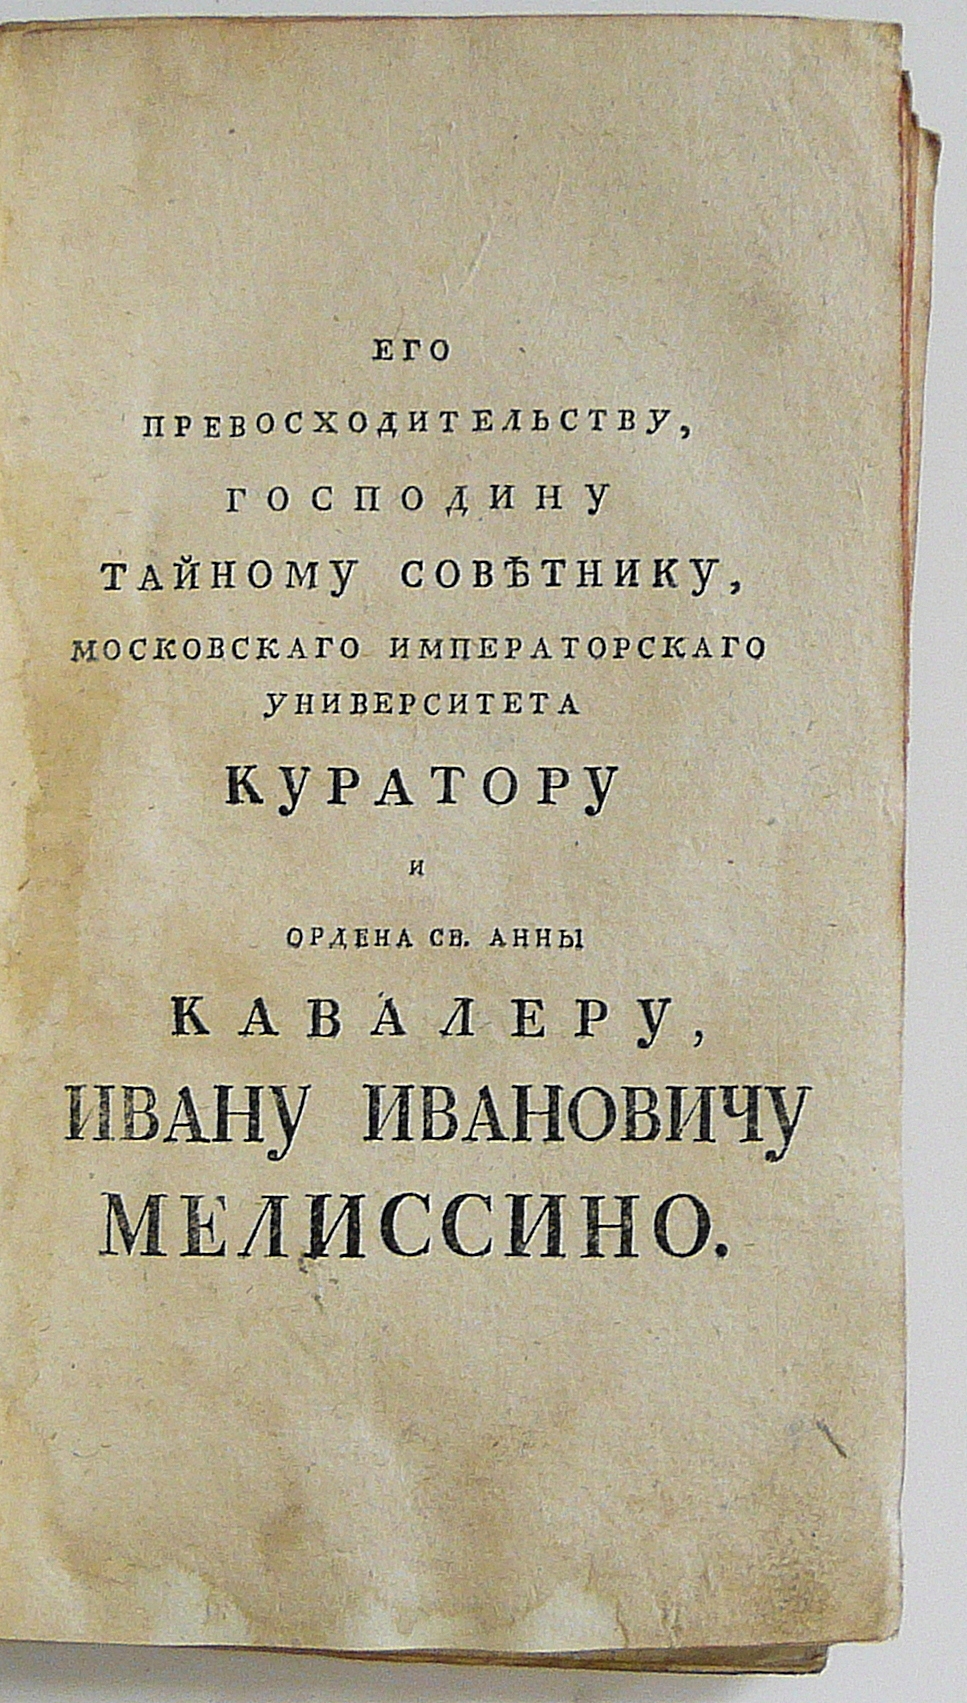 ЕГО
ПРЕВОСХОДИТЕЛЬСТВУ,
ГОСПОДИНУ
ТАЙНОМУ СОВѢТНИКУ,
МОСКОВСКАГО ИМПЕРАТОРСКАГО
УНИВЕРСИТЕТА
КУРАТОРУ
И
ОРДЕНА СВ. АННЫ
КАВАЛЕРУ,
ИВАНУ ИВАНОВИЧУ
МЕЛИССИНО.